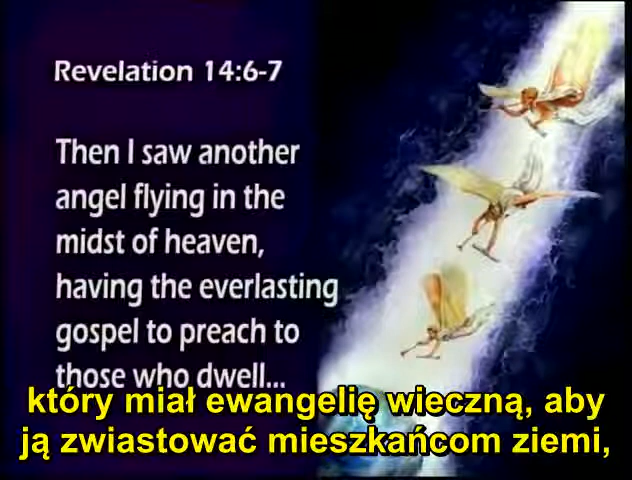 Revelation 14:6-7
Then I saw another
angel flying in the
midst of heaven,
having the everlasting
gospel to preach to
those who dwell...
który miał ewangelię wieczną, aby
ją zwiastować mieszkańcom ziemi,